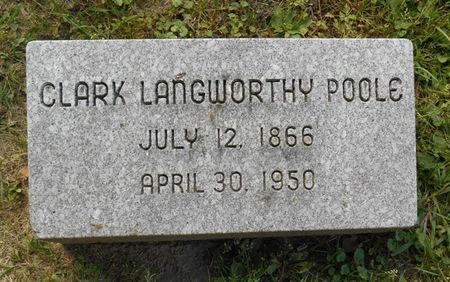 CLARK LANGWORTHY POOLE
JULY 12, 1866
APRIL 30, 1950